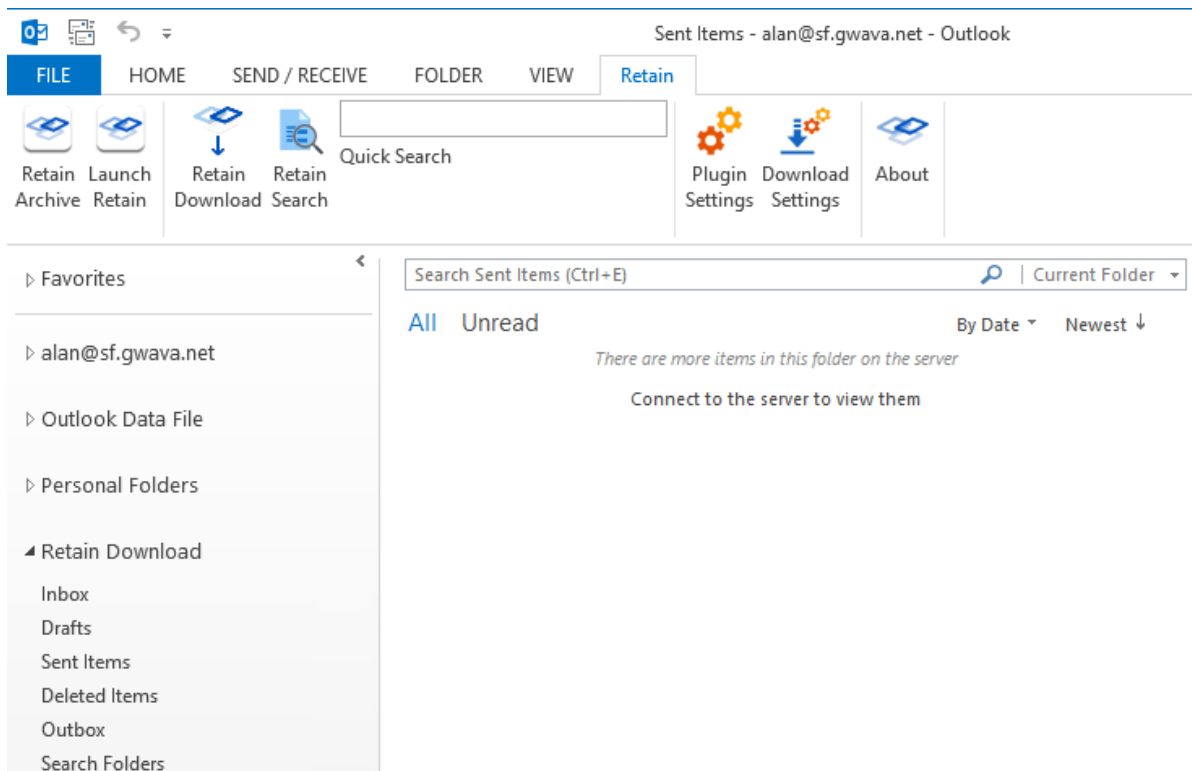 Sent Items - alan@sf.gwava.net - Outlook
FILE HOME SEND / RECEIVE FOLDER VIEW Retain
Retain Archive
Launch Retain
Retain Download
Retain Search
Quick Search
Plugin Settings
Download Settings
About
Favorites
alan@sf.gwava.net
Outlook Data File
Personal Folders
Retain Download
Inbox
Drafts
Sent Items
Deleted Items
Outbox
Search Folders
Search Sent Items (Ctrl+E) Current Folder
All Unread By Date Newest
There are more items in this folder on the server
Connect to the server to view them